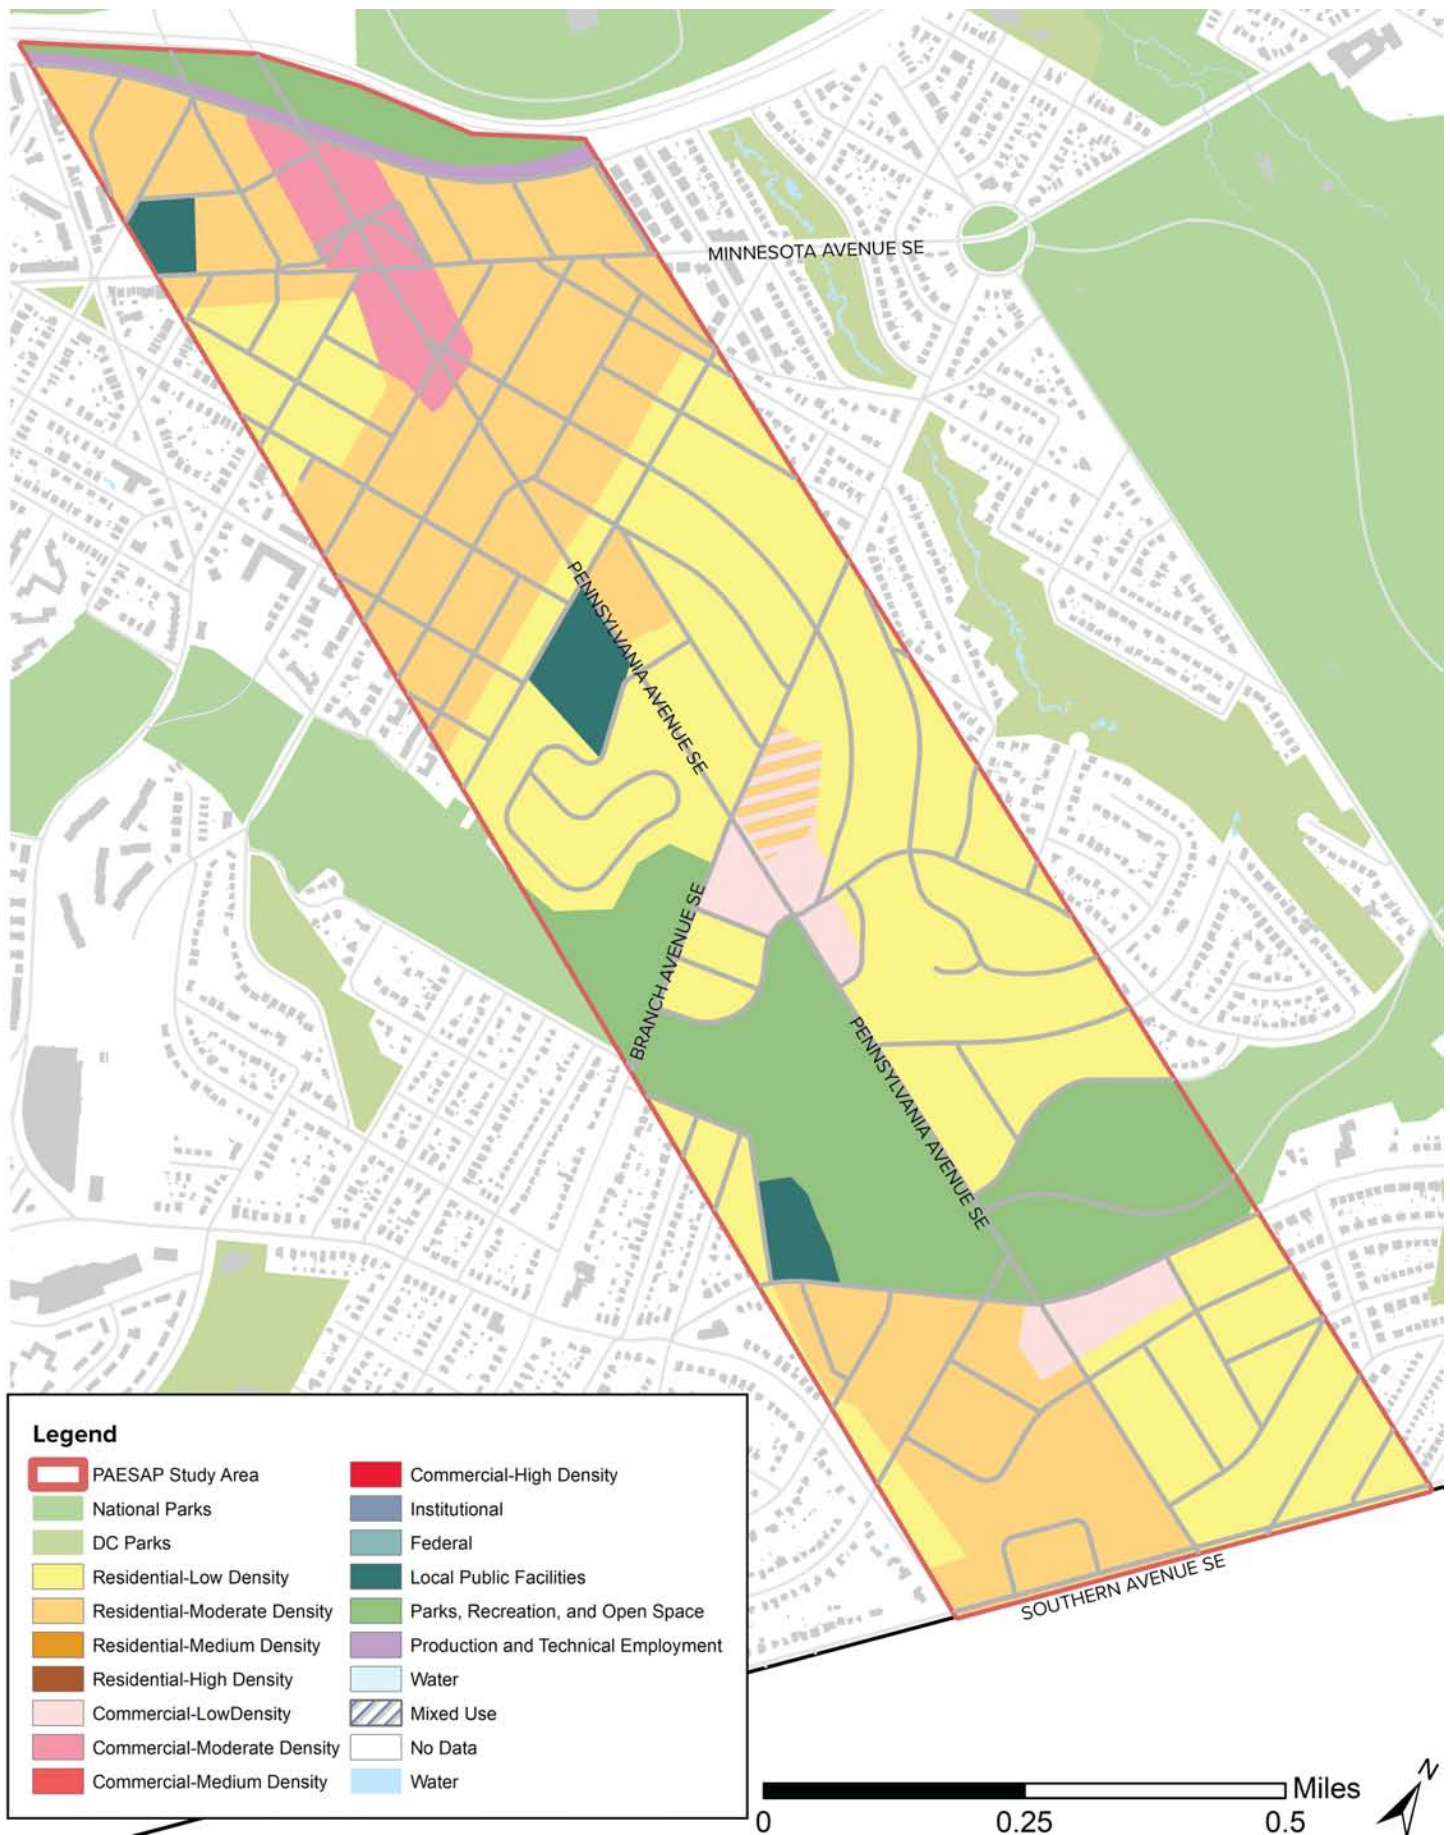 MINNESOTA AVENUE SE
PENNSYLVANIA AVENUE SE
BRANCH AVENUE SE
PENNSYLVANIA AVENUE SE
SOUTHERN AVENUE SE
Legend
PAESAP Study Area
National Parks
DC Parks
Residential-Low Density
Residential-Moderate Density
Residential-Medium Density
Residential-High Density
Commercial-LowDensity
Commercial-Moderate Density
Commercial-Medium Density
Commercial-High Density
Institutional
Federal
Local Public Facilities
Parks, Recreation, and Open Space
Production and Technical Employment
Water
Mixed Use
No Data
Water
Miles
0 0.25 0.5
N